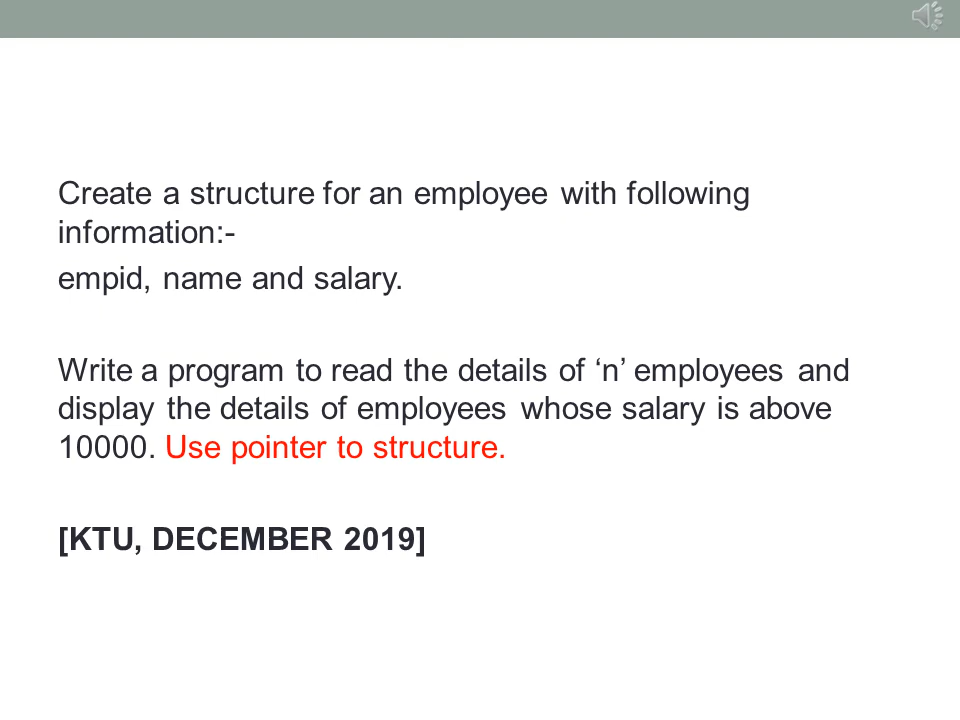 Create a structure for an employee with following
information:-
empid, name and salary.
Write a program to read the details of ‘n’ employees and
display the details of employees whose salary is above
10000. Use pointer to structure.
[KTU, DECEMBER 2019]